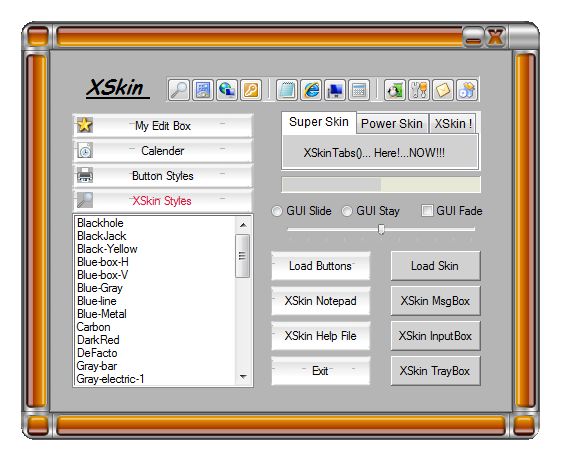 XSkin
Super Skin Power Skin XSkin !
My Edit Box
XSkinTabs()... Here!...NOW!!!
Calender
Button Styles
XSkin Styles
GUI Slide GUI Stay GUI Fade
Blackhole
BlackJack
Black-Yellow
Blue-box-H
Blue-box-V
Blue-Gray
Blue-line
Blue-Metal
Carbon
DarkRed
DeFacto
Gray-bar
Gray-electric-1
Load Buttons Load Skin
XSkin Notepad XSkin MsgBox
XSkin Help File XSkin InputBox
Exit XSkin TrayBox